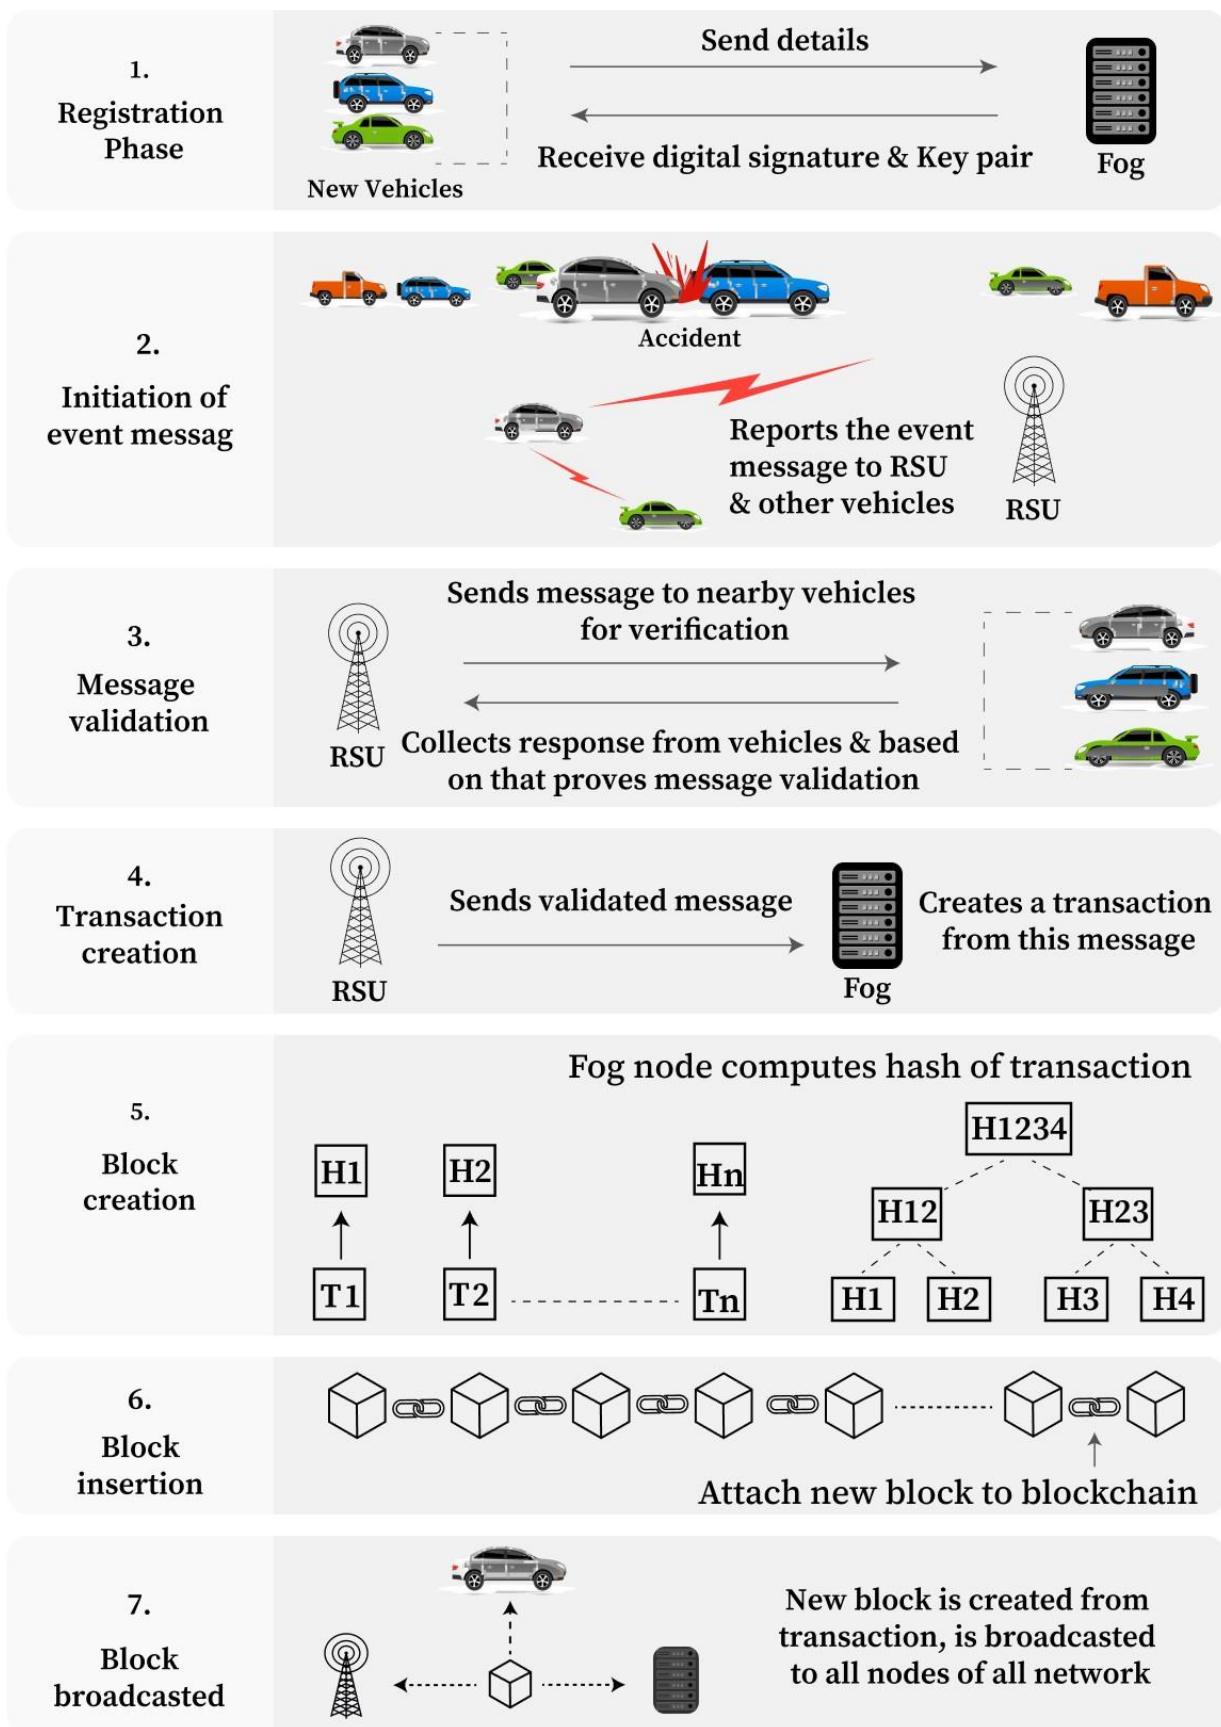 1.
Registration
Phase
New Vehicles
Send details
Receive digital signature & Key pair
Fog
2.
Initiation of
event messag
Accident
Reports the event
message to RSU
& other vehicles
RSU
3.
Message
validation
RSU
Sends message to nearby vehicles
for verification
Collects response from vehicles & based
on that proves message validation
4.
Transaction
creation
RSU
Sends validated message
Fog
Creates a transaction
from this message
5.
Block
creation
Fog node computes hash of transaction
H1 H2 Hn
T1 T2 Tn
H1234
H12 H23
H1 H2 H3 H4
6.
Block
insertion
Attach new block to blockchain
7.
Block
broadcasted
New block is created from
transaction, is broadcasted
to all nodes of all network